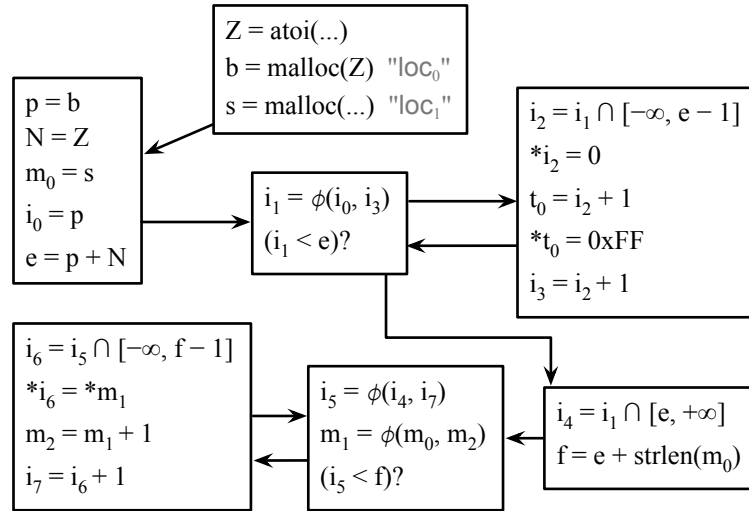 Z = atoi(...)
b = malloc(Z) "loc₀"
s = malloc(...) "loc₁"
p = b
N = Z
m₀ = s
i₀ = p
e = p + N
i₁ = ϕ(i₀, i₃)
(i₁ < e)?
i₂ = i₁ ∩ [−∞, e − 1]
*i₂ = 0
t₀ = i₂ + 1
*t₀ = 0xFF
i₃ = i₂ + 1
i₆ = i₅ ∩ [−∞, f − 1]
*i₆ = *m₁
m₂ = m₁ + 1
i₇ = i₆ + 1
i₅ = ϕ(i₄, i₇)
m₁ = ϕ(m₀, m₂)
(i₅ < f)?
i₄ = i₁ ∩ [e, +∞]
f = e + strlen(m₀)